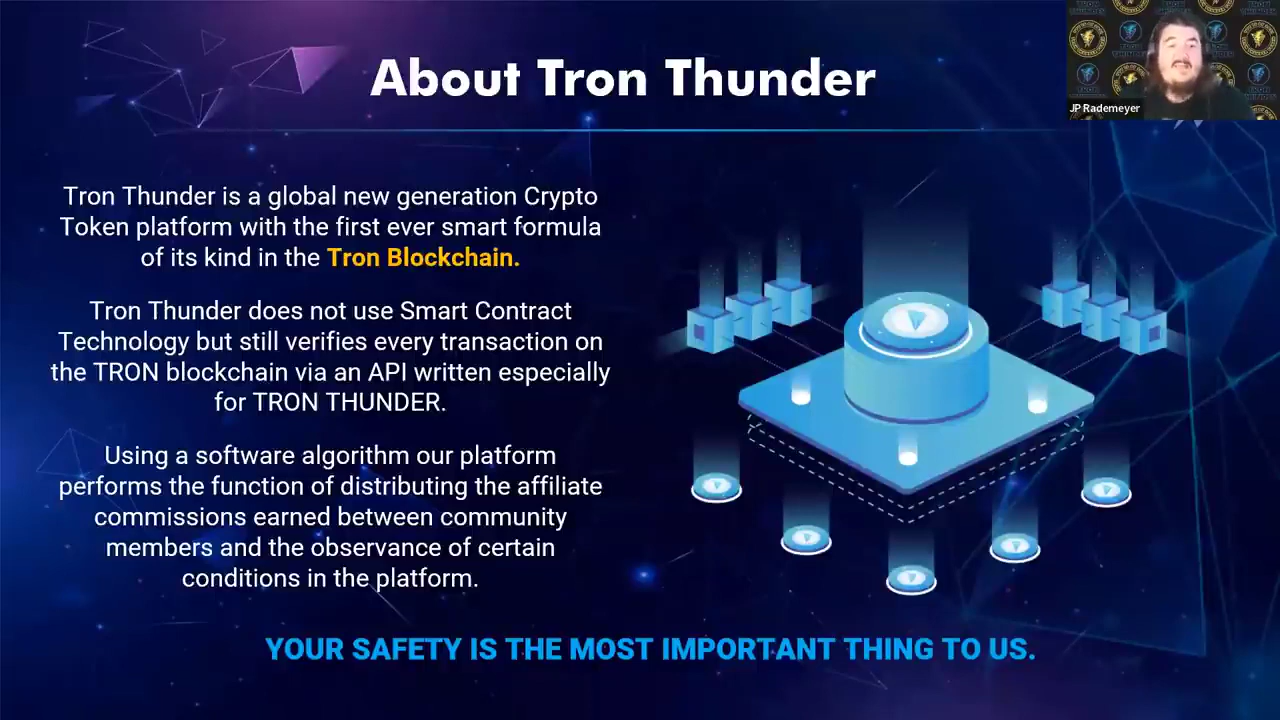 About Tron Thunder
JP Rademeyer
Tron Thunder is a global new generation Crypto
Token platform with the first ever smart formula
of its kind in the Tron Blockchain.
Tron Thunder does not use Smart Contract
Technology but still verifies every transaction on
the TRON blockchain via an API written especially
for TRON THUNDER.
Using a software algorithm our platform
performs the function of distributing the affiliate
commissions earned between community
members and the observance of certain
conditions in the platform.
YOUR SAFETY IS THE MOST IMPORTANT THING TO US.